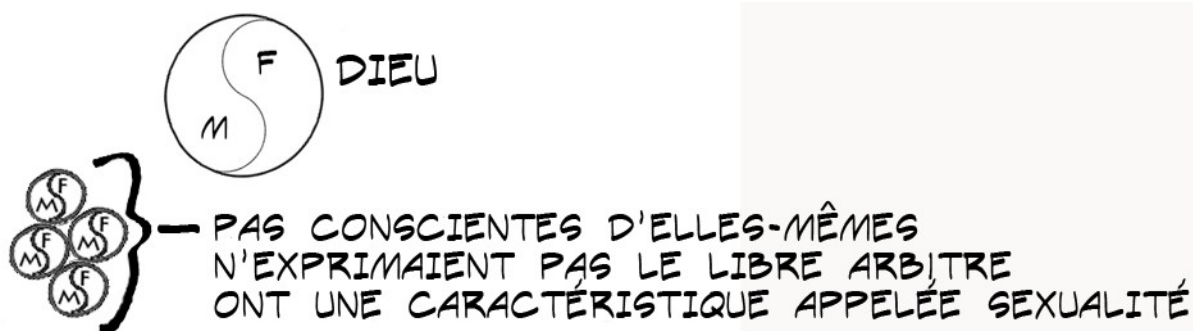 F
DIEU
M
F
M
F
M
F
M
F
M
PAS CONSCIENTES D'ELLES-MÊMES
N'EXPRIMAIENT PAS LE LIBRE ARBITRE
ONT UNE CARACTÉRISTIQUE APPELÉE SEXUALITÉ